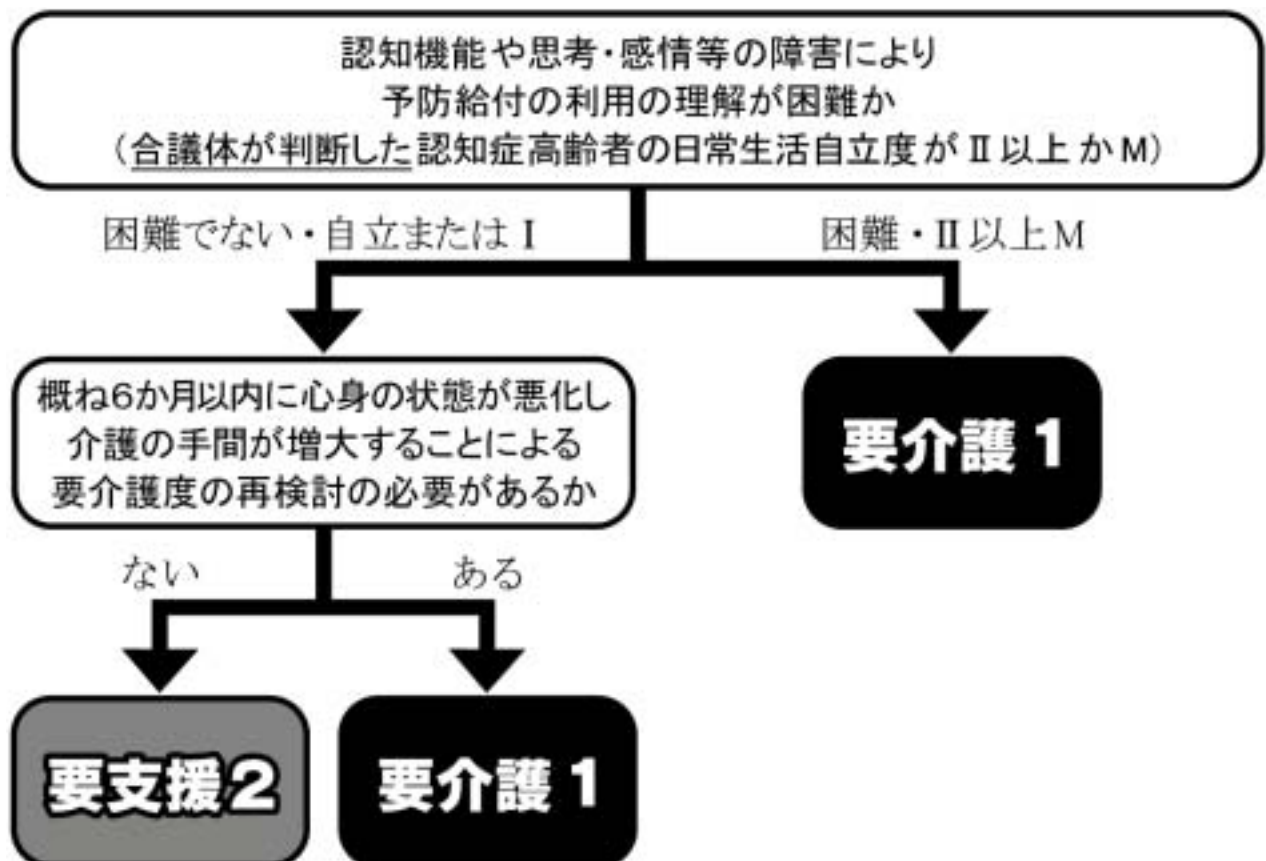 認知機能や思考・感情等の障害により
予防給付の利用の理解が困難か
(合議体が判断した認知症高齢者の日常生活自立度がⅡ以上かM)
困難でない・自立またはⅠ
困難・Ⅱ以上M
概ね6か月以内に心身の状態が悪化し
介護の手間が増大することによる
要介護度の再検討の必要があるか
要介護1
ない
ある
要支援2
要介護1